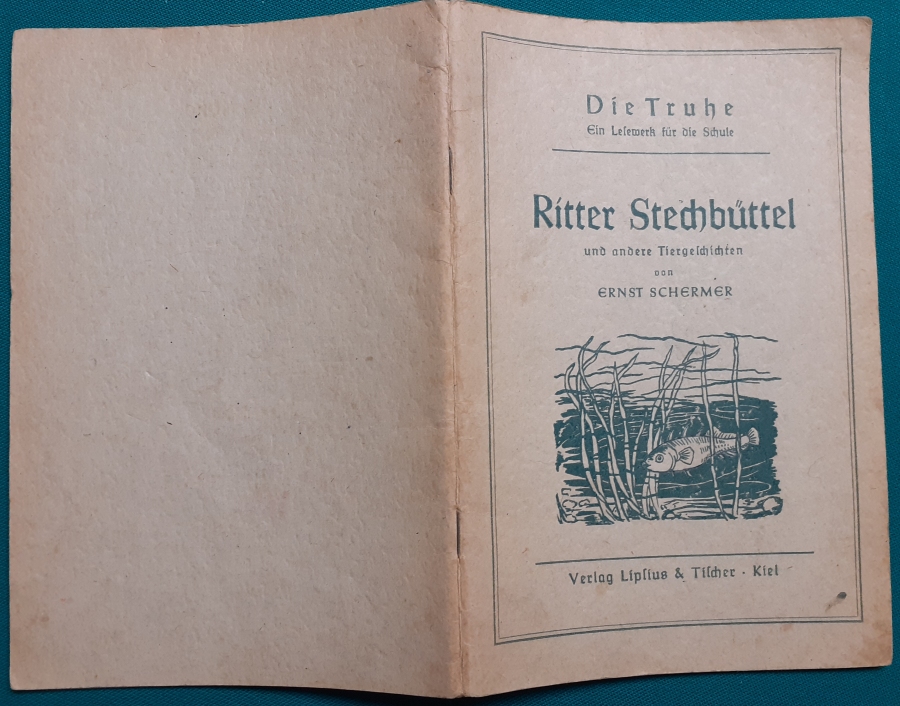 Die Truhe
Ein Leſewerk für die Schule
Ritter Stechbüttel
und andere Tiergeſchichten
von
ERNST SCHERMER
Verlag Lipſius & Tiſcher · Kiel